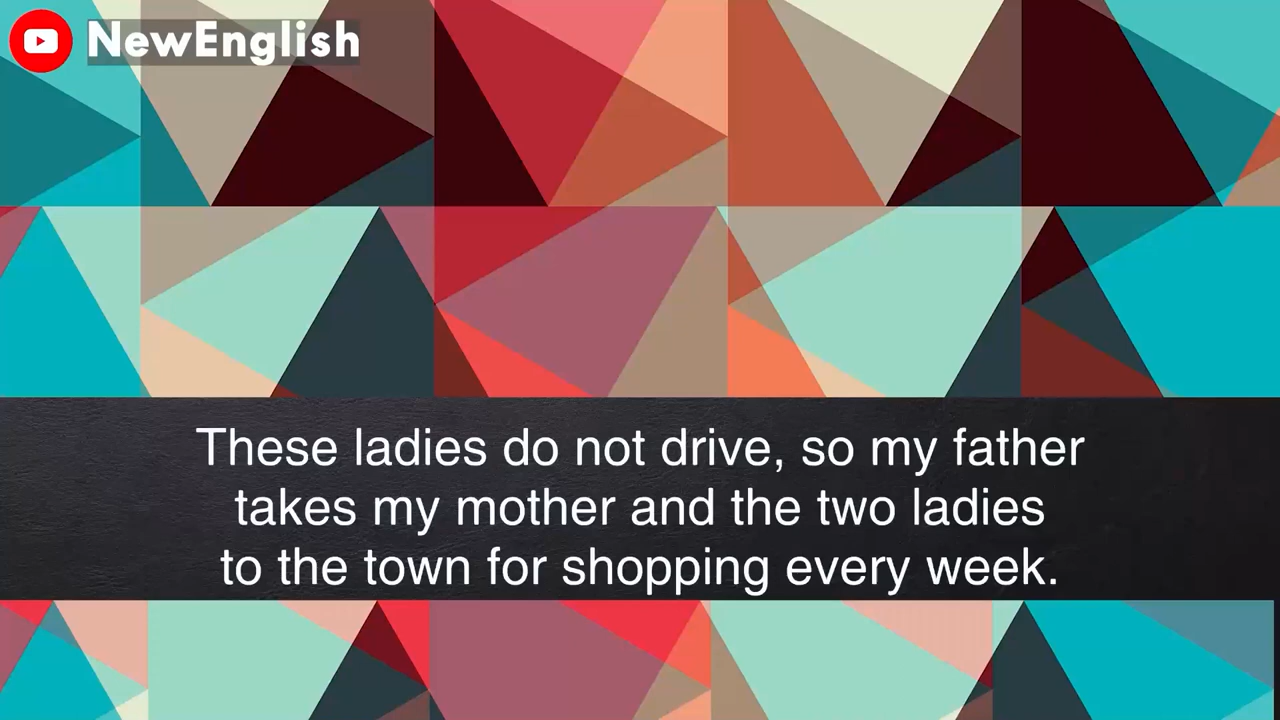 NewEnglish
These ladies do not drive, so my father
takes my mother and the two ladies
to the town for shopping every week.